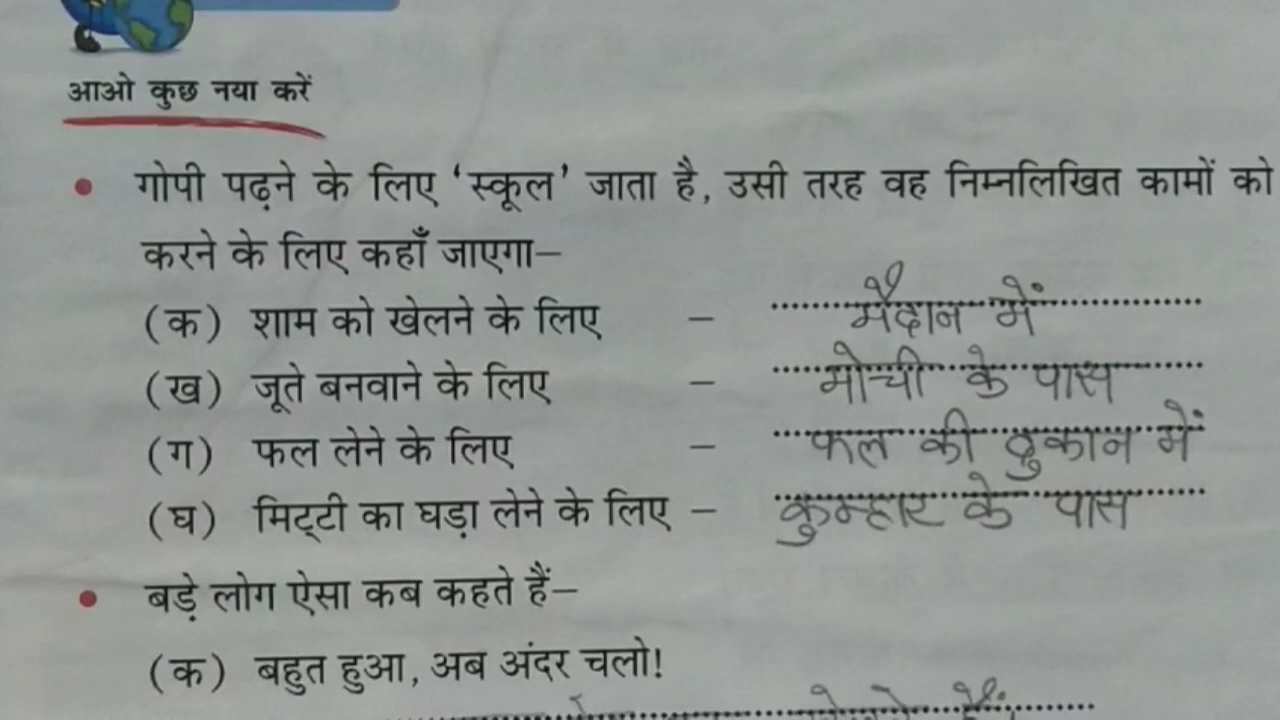 आओ कुछ नया करें
• गोपी पढ़ने के लिए ‘स्कूल’ जाता है, उसी तरह वह निम्नलिखित कामों को
करने के लिए कहाँ जाएगा–
(क) शाम को खेलने के लिए – मैदान में
(ख) जूते बनवाने के लिए – मोची के पास
(ग) फल लेने के लिए – फल की दुकान में
(घ) मिट्टी का घड़ा लेने के लिए – कुम्हार के पास
• बड़े लोग ऐसा कब कहते हैं–
(क) बहुत हुआ, अब अंदर चलो!